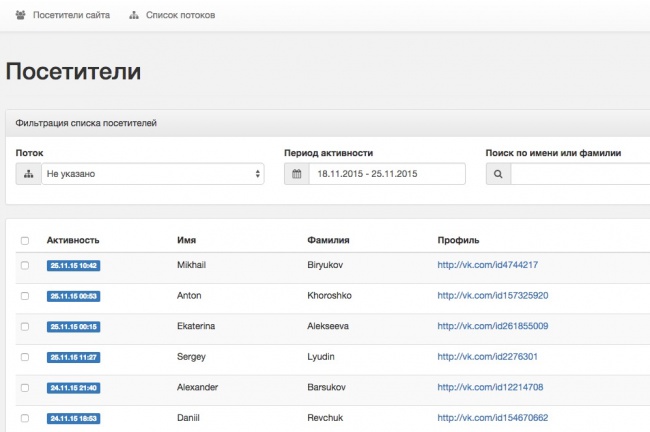 Посетители сайта Список потоков
Посетители
Фильтрация списка посетителей
Поток Период активности Поиск по имени или фамилии
Не указано 18.11.2015 - 25.11.2015
Активность Имя Фамилия Профиль
25.11.15 10:42 Mikhail Biryukov http://vk.com/id4744217
25.11.15 00:53 Anton Khoroshko http://vk.com/id157325920
25.11.15 00:15 Ekaterina Alekseeva http://vk.com/id261855009
25.11.15 11:27 Sergey Lyudin http://vk.com/id2276301
24.11.15 21:40 Alexander Barsukov http://vk.com/id12214708
24.11.15 18:53 Daniil Revchuk http://vk.com/id154670662